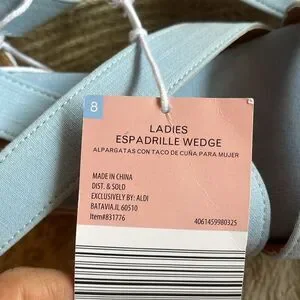 8
LADIES
ESPADRILLE WEDGE
ALPARGATAS CON TACO DE CUÑA PARA MUJER
MADE IN CHINA
DIST. & SOLD
EXCLUSIVELY BY: ALDI
BATAVIA.IL 60510
Item#831776
4061459980325